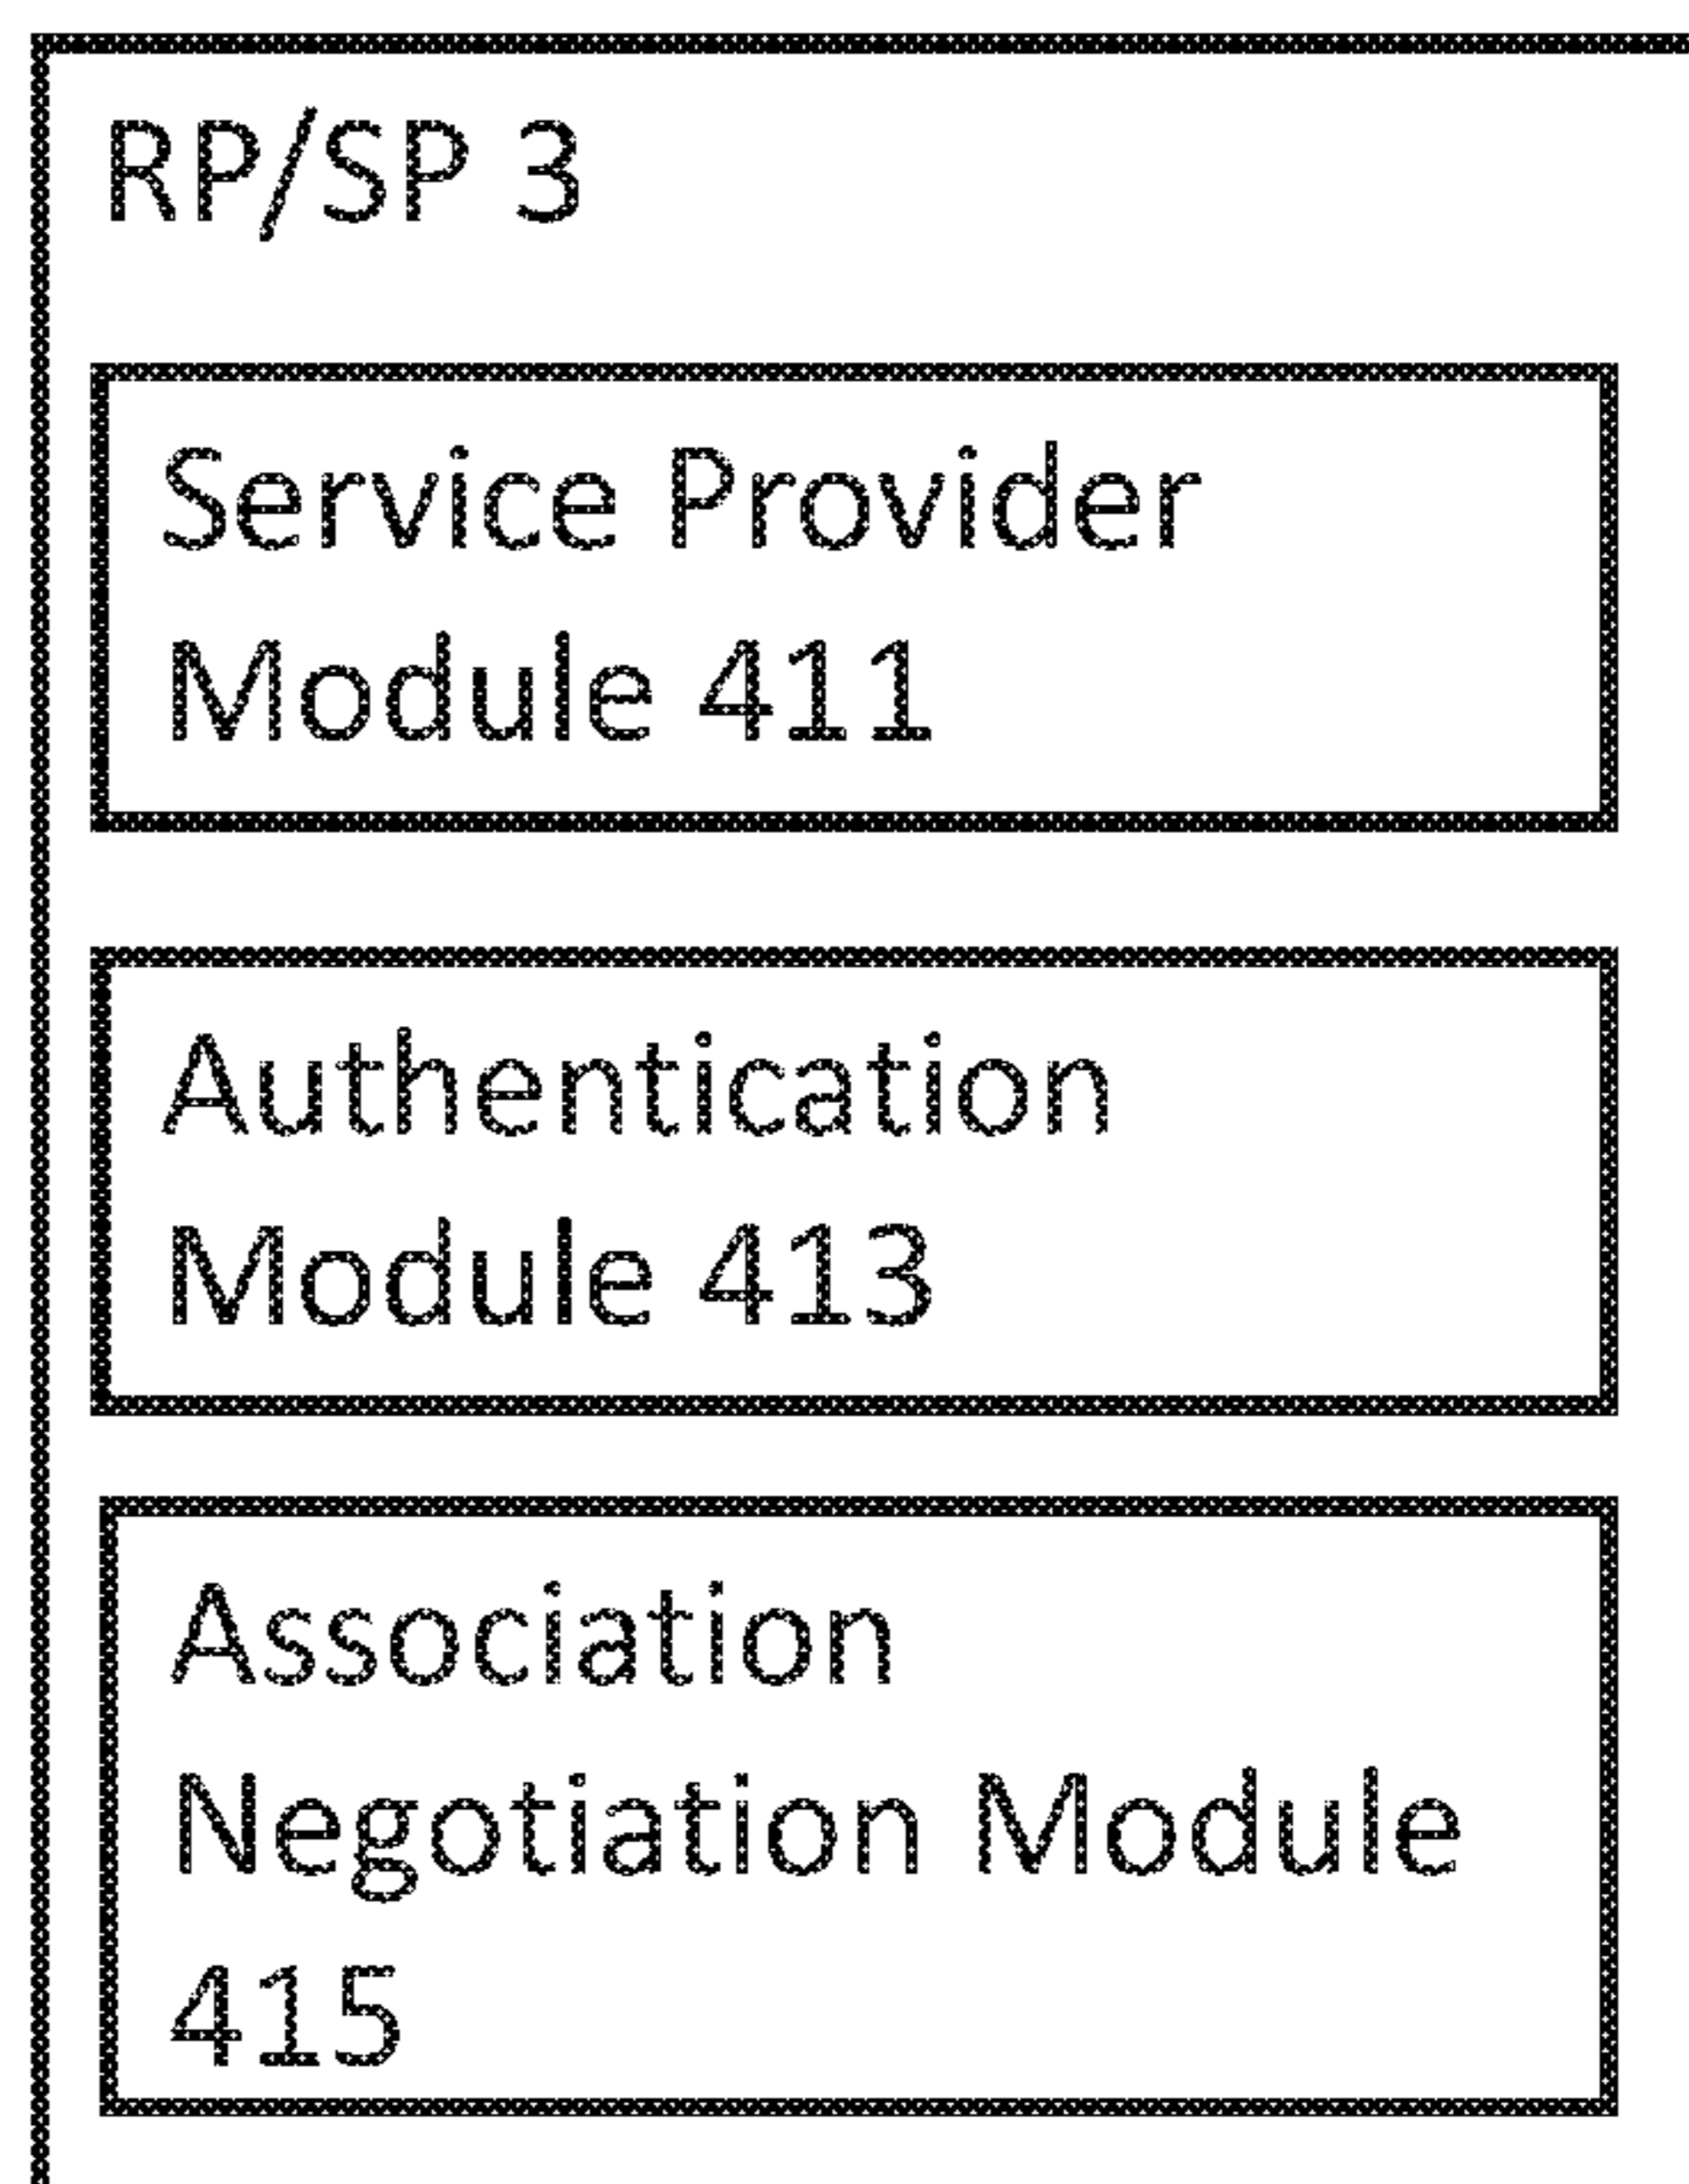 RP/SP 3
Service Provider
Module 411
Authentication
Module 413
Association
Negotiation Module
415